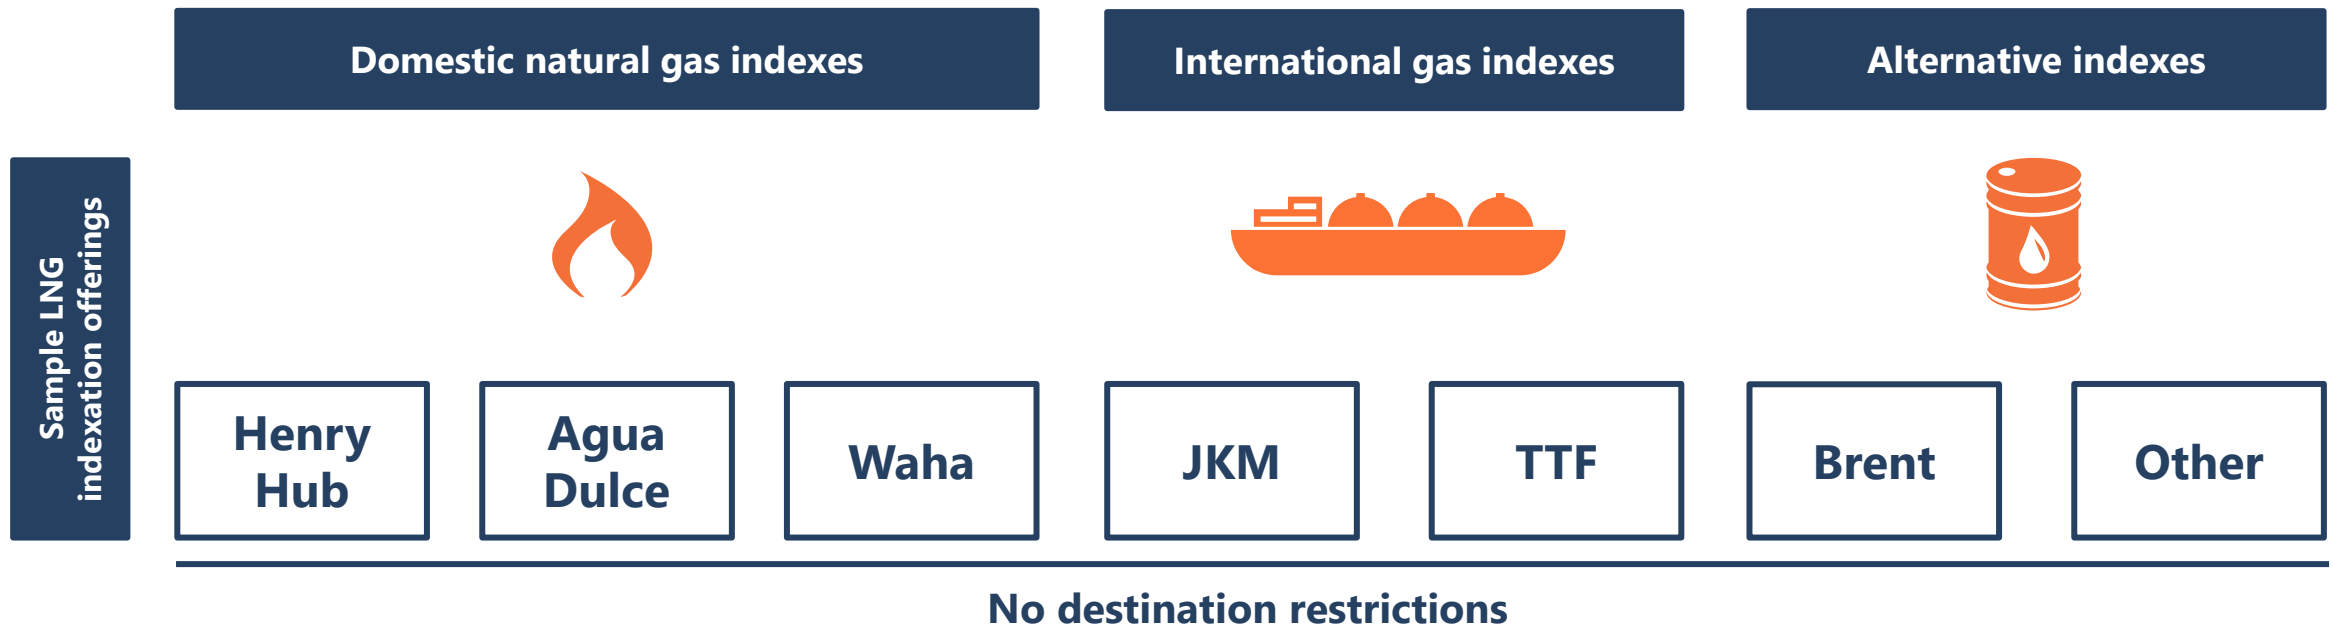 Domestic natural gas indexes
International gas indexes
Alternative indexes
Sample LNG
indexation offerings
Henry
Hub
Agua
Dulce
Waha
JKM
TTF
Brent
Other
No destination restrictions